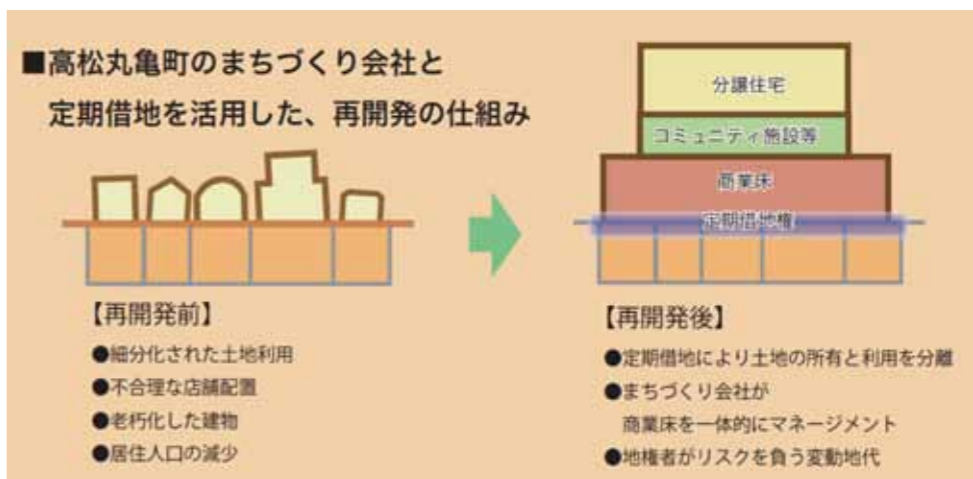 ■高松丸亀町のまちづくり会社と
定期借地を活用した、再開発の仕組み
分譲住宅
コミュニティ施設等
商業床
定期借地権
【再開発前】
●細分化された土地利用
●不合理な店舗配置
●老朽化した建物
●居住人口の減少
【再開発後】
●定期借地により土地の所有と利用を分離
●まちづくり会社が
商業床を一体的にマネージメント
●地権者がリスクを負う変動地代